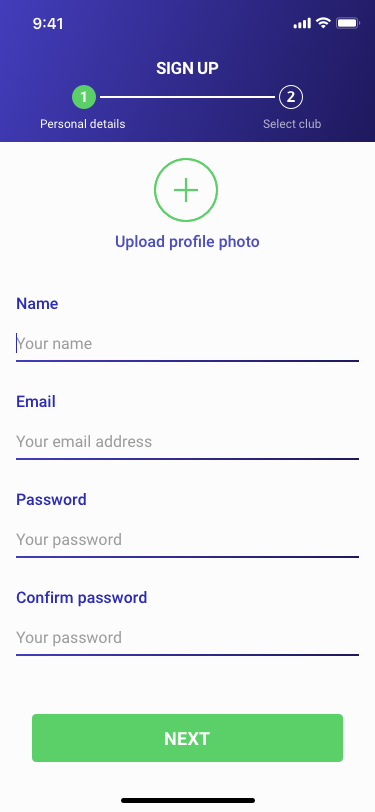 9:41
SIGN UP
1 2
Personal details Select club
Upload profile photo
Name
Your name
Email
Your email address
Password
Your password
Confirm password
Your password
NEXT